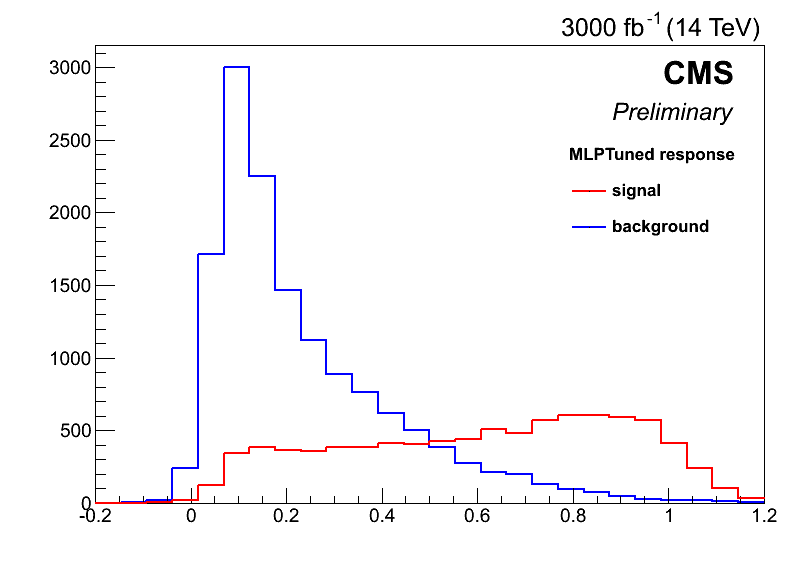 3000 fb-1 (14 TeV)
CMS
Preliminary
MLPTuned response
signal
background
3000
2500
2000
1500
1000
500
0
-0.2 0 0.2 0.4 0.6 0.8 1 1.2